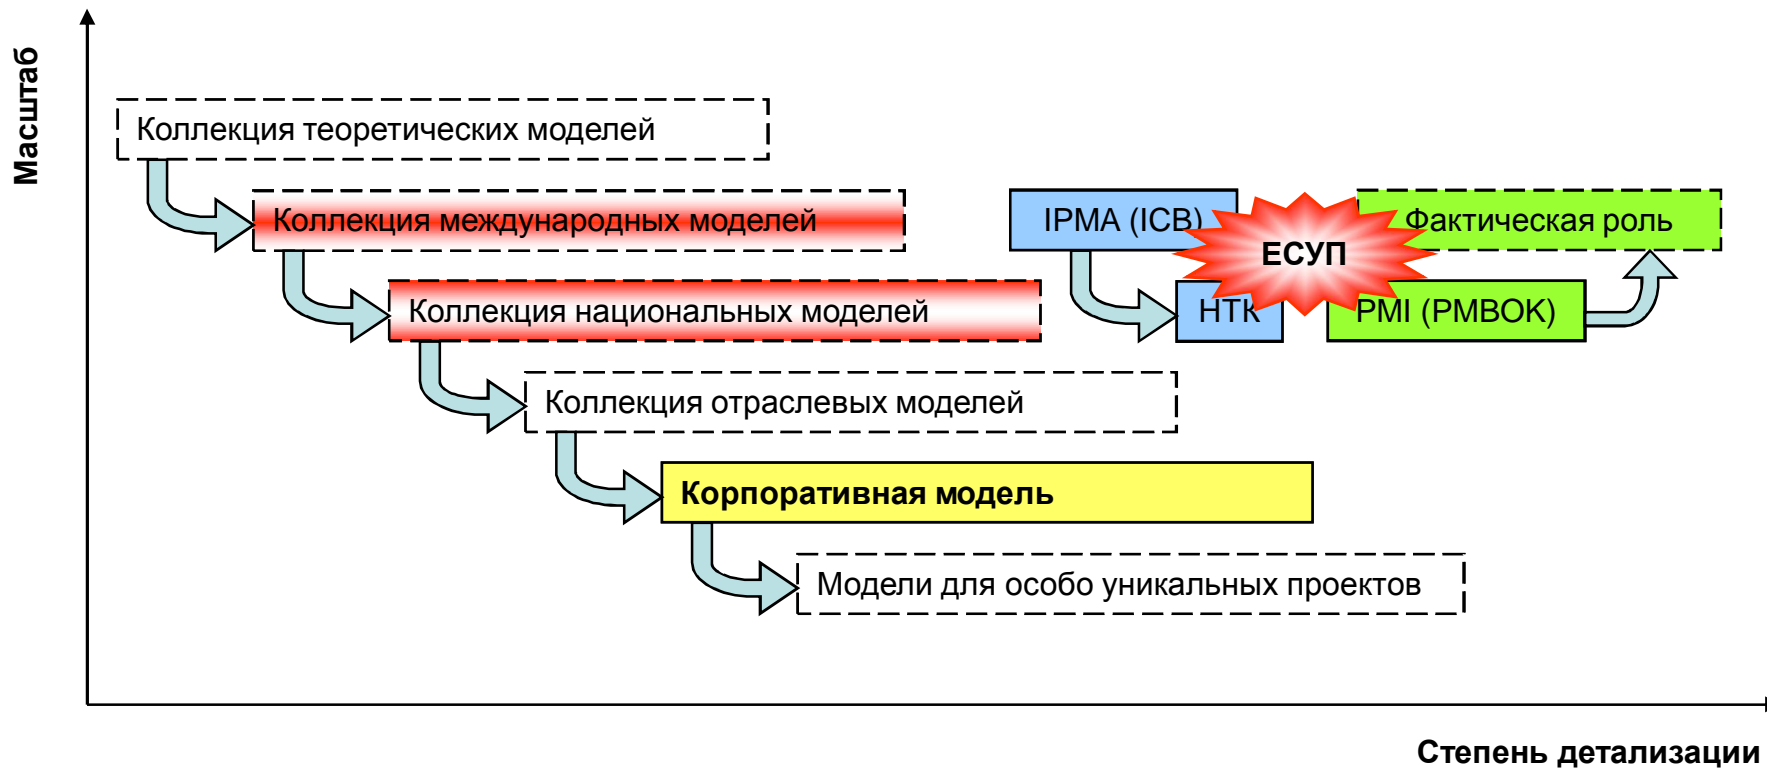 Масштаб
Коллекция теоретических моделей
Коллекция международных моделей
IPMA (ICB)
ЕСУП
Фактическая роль
Коллекция национальных моделей
НТК
PMI (PMBOK)
Коллекция отраслевых моделей
Корпоративная модель
Модели для особо уникальных проектов
Степень детализации